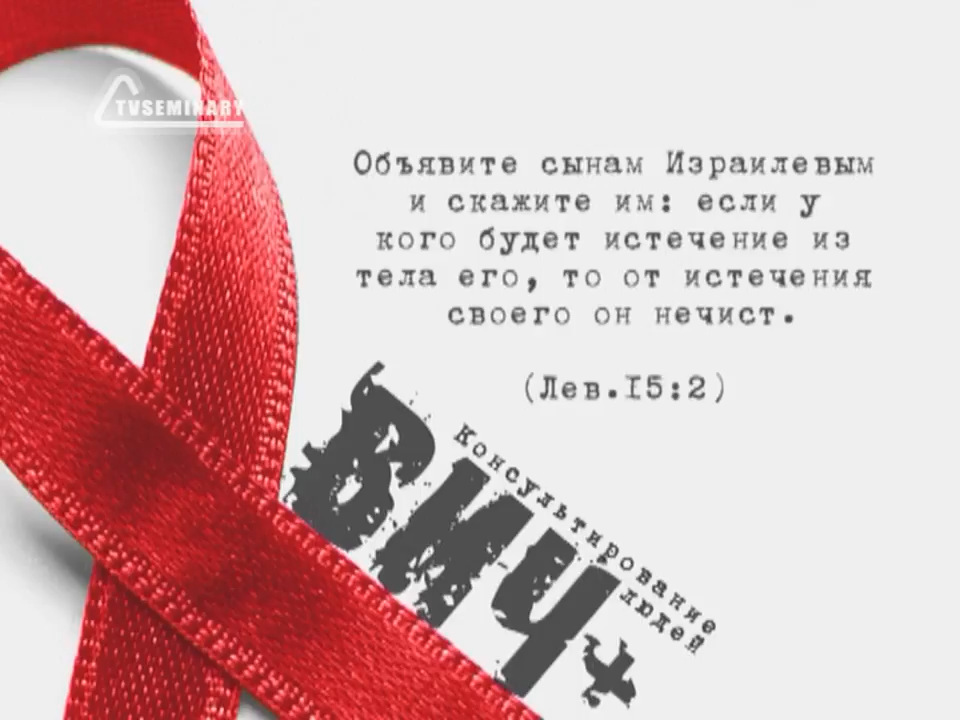 TVSEMINARY
Объявите сынам Израилевым
и скажите им: если у
кого будет истечение из
тела его, то от истечения
своего он нечист.
(Лев.15:2)
Консультирование
людей
ВИЧ+